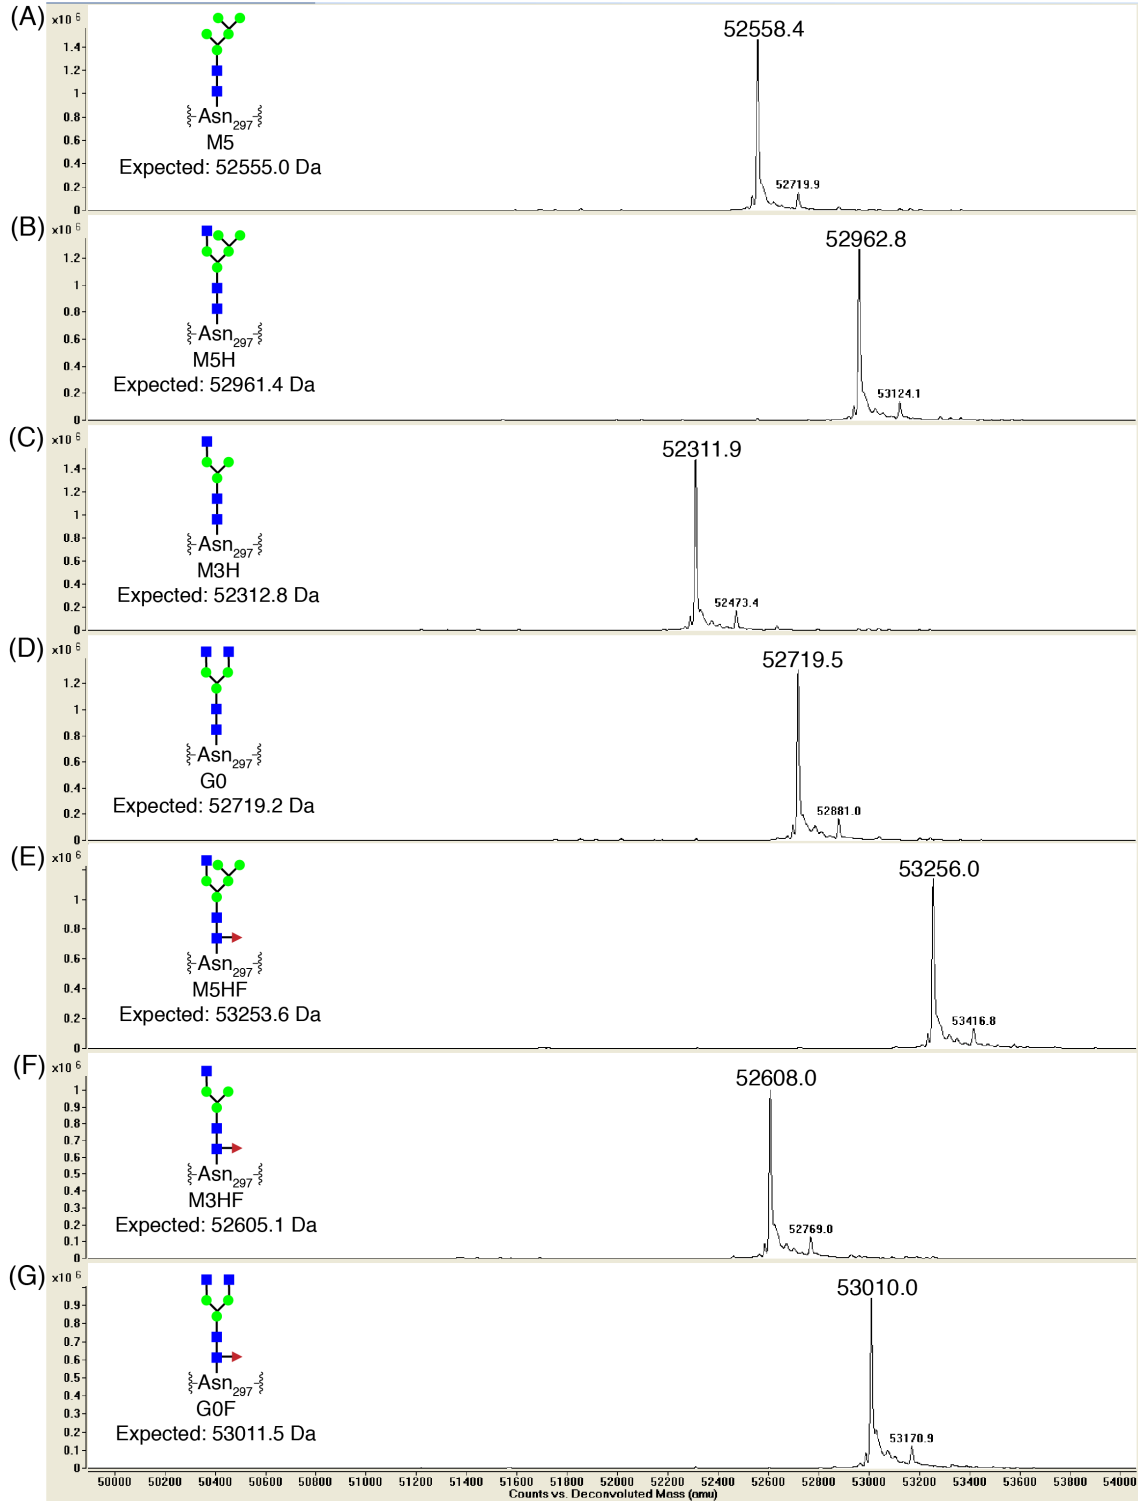 (A)
x10 6
1.4
1.2
1
0.8
0.6
0.4
0.2
0
Asn297
M5
Expected: 52555.0 Da
52558.4
52719.9
(B)
x10 6
1.2
1
0.8
0.6
0.4
0.2
0
Asn297
M5H
Expected: 52961.4 Da
52962.8
53124.1
(C)
x10 6
1.4
1.2
1
0.8
0.6
0.4
0.2
0
Asn297
M3H
Expected: 52312.8 Da
52311.9
52473.4
(D)
x10 6
1.2
1
0.8
0.6
0.4
0.2
0
Asn297
G0
Expected: 52719.2 Da
52719.5
52881.0
(E)
x10 6
1
0.8
0.6
0.4
0.2
0
Asn297
M5HF
Expected: 53253.6 Da
53256.0
53416.8
(F)
x10 6
1
0.9
0.8
0.7
0.6
0.5
0.4
0.3
0.2
0.1
0
Asn297
M3HF
Expected: 52605.1 Da
52608.0
52769.0
(G)
x10 6
0.9
0.8
0.7
0.6
0.5
0.4
0.3
0.2
0.1
0
Asn297
G0F
Expected: 53011.5 Da
53010.0
53170.9
50000 50200 50400 50600 50800 51000 51200 51400 51600 51800 52000 52200 52400 52600 52800 53000 53200 53400 53600 53800 54000
Counts vs. Deconvoluted Mass (amu)